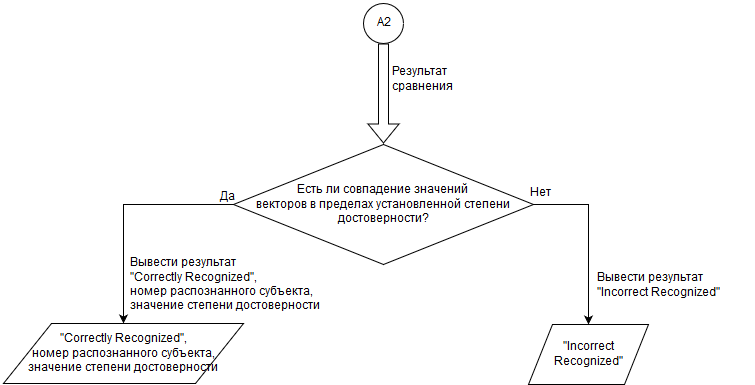 A2
Результат
сравнения
Есть ли совпадение значений
векторов в пределах установленной степени
достоверности?
Да
Нет
Вывести результат
"Correctly Recognized",
номер распознанного субъекта,
значение степени достоверности
Вывести результат
"Incorrect Recognized"
"Correctly Recognized",
номер распознанного субъекта,
значение степени достоверности
"Incorrect
Recognized"